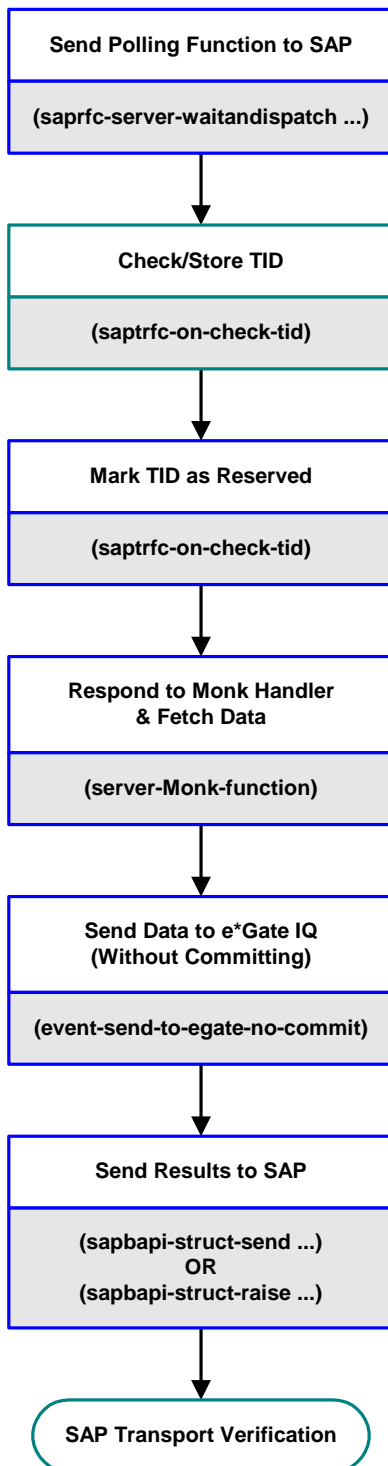 Send Polling Function to SAP
(saprfc-server-waitandispatch ...)
Check/Store TID
(saptrfc-on-check-tid)
Mark TID as Reserved
(saptrfc-on-check-tid)
Respond to Monk Handler
& Fetch Data
(server-Monk-function)
Send Data to e*Gate IQ
(Without Committing)
(event-send-to-egate-no-commit)
Send Results to SAP
(sapbapi-struct-send ...)
OR
(sapbapi-struct-raise ...)
SAP Transport Verification